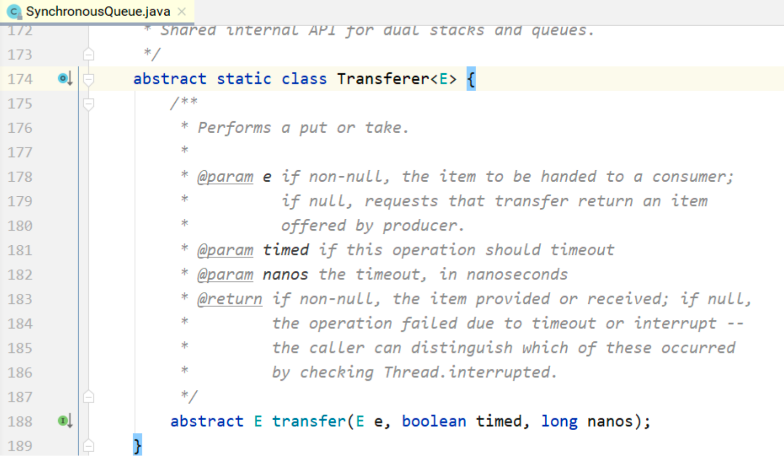 SynchronousQueue.java
172 * Shared internal API for dual stacks and queues.
173 */
174 abstract static class Transferer<E> {
175 /**
176 * Performs a put or take.
177 *
178 * @param e if non-null, the item to be handed to a consumer;
179 * if null, requests that transfer return an item
180 * offered by producer.
181 * @param timed if this operation should timeout
182 * @param nanos the timeout, in nanoseconds
183 * @return if non-null, the item provided or received; if null,
184 * the operation failed due to timeout or interrupt --
185 * the caller can distinguish which of these occurred
186 * by checking Thread.interrupted.
187 */
188 abstract E transfer(E e, boolean timed, long nanos);
189 }